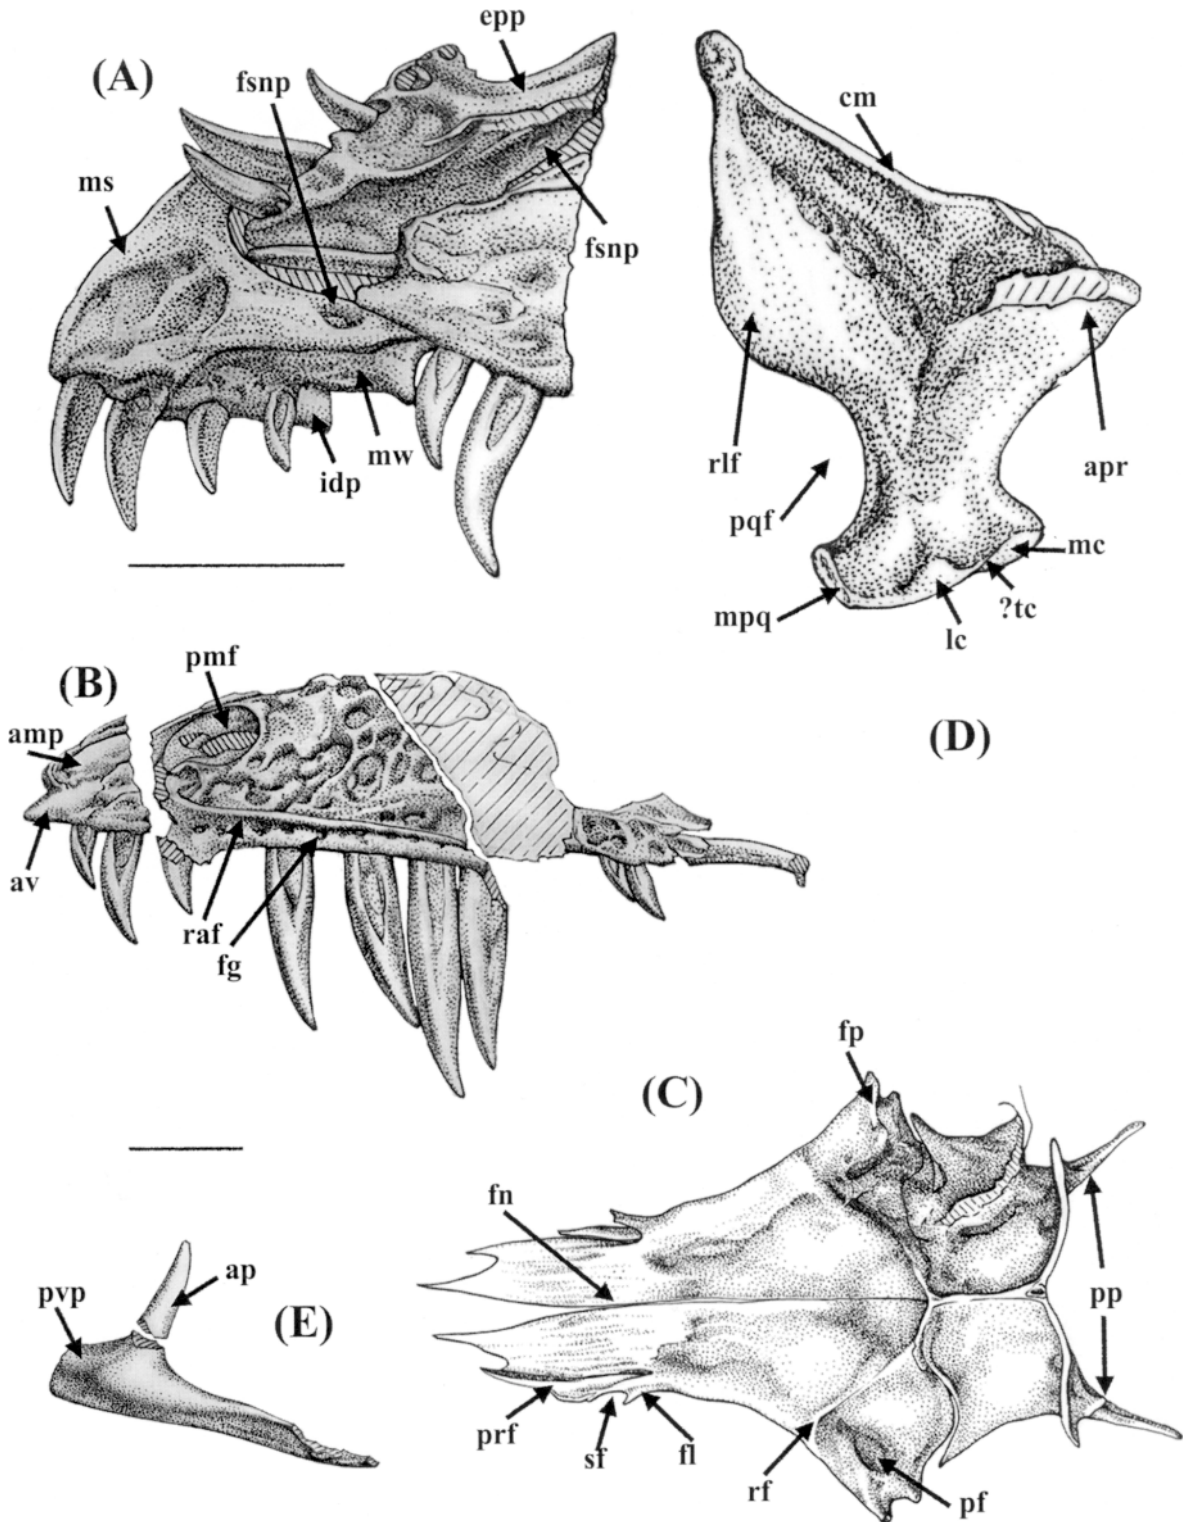 (A)
epp
fsnp
ms
fsnp
fsnp
mw
idp
cm
rlf
apr
pqf
mc
?tc
mpq
lc
(D)
(B)
pmf
amp
av
raf
fg
(C)
fp
fn
pp
prf
sf
fl
rf
pf
(E)
ap
pvp